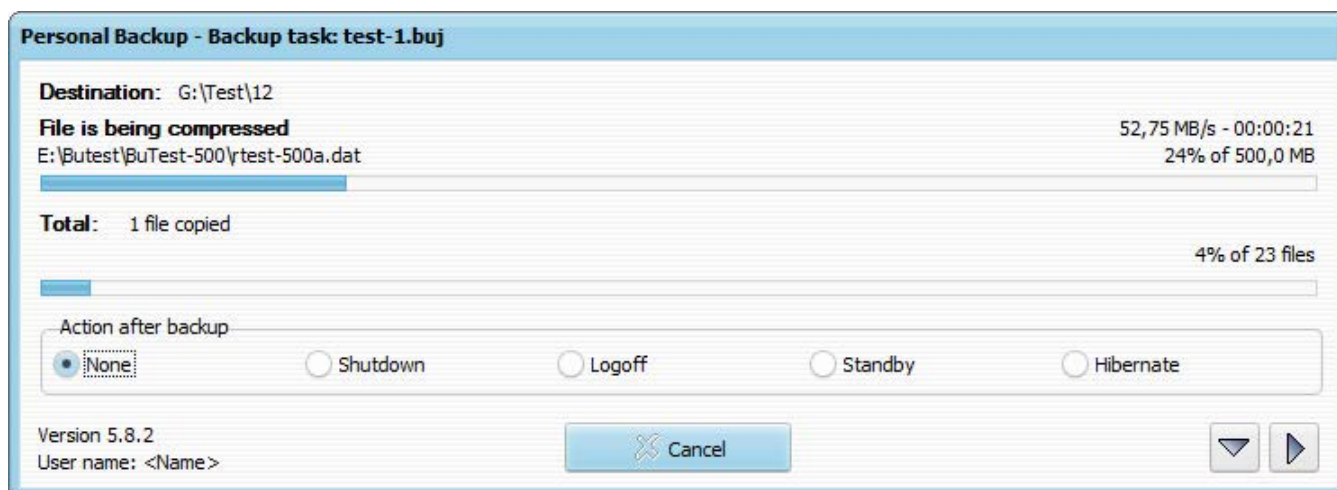 Personal Backup - Backup task: test-1.buj
Destination: G:\Test\12
File is being compressed 52,75 MB/s - 00:00:21
E:\Butest\BuTest-500\rtest-500a.dat 24% of 500,0 MB
Total: 1 file copied
4% of 23 files
Action after backup
None Shutdown Logoff Standby Hibernate
Version 5.8.2
User name: <Name>
Cancel